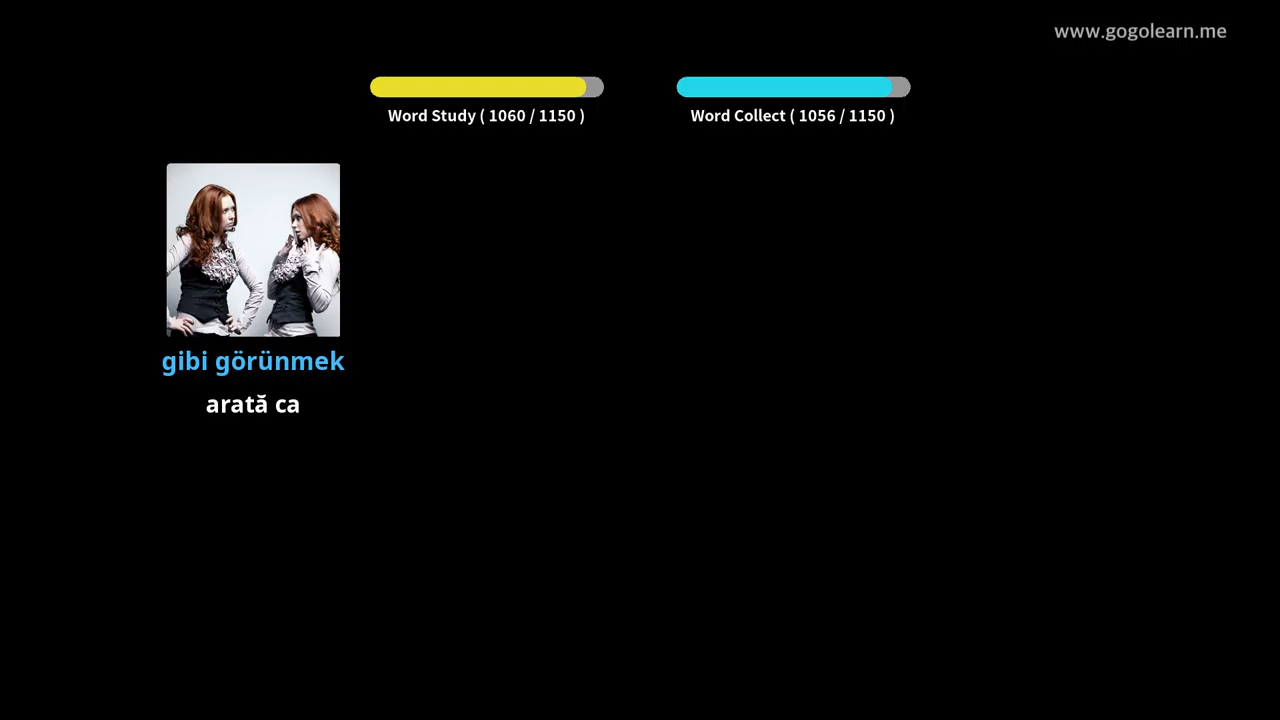 www.gogolearn.me
Word Study ( 1060 / 1150 )
Word Collect ( 1056 / 1150 )
gibi görünmek
arată ca